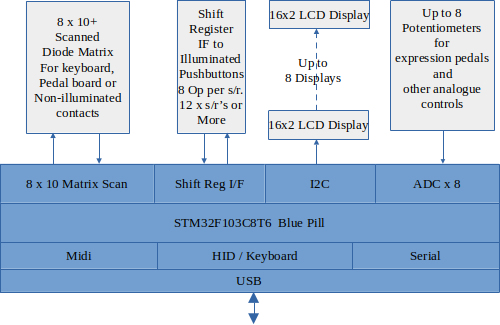 8 x 10+
Scanned
Diode Matrix
For keyboard,
Pedal board or
Non-illuminated
contacts
Shift
Register
IF to
Illuminated
Pushbuttons
8 Op per s/r.
12 x s/r's or
More
16x2 LCD Display
Up to
8 Displays
16x2 LCD Display
Up to 8
Potentiometers
for
expression pedals
and
other analogue
controls
8 x 10 Matrix Scan
Shift Reg I/F
I2C
ADC x 8
STM32F103C8T6 Blue Pill
Midi
HID / Keyboard
Serial
USB